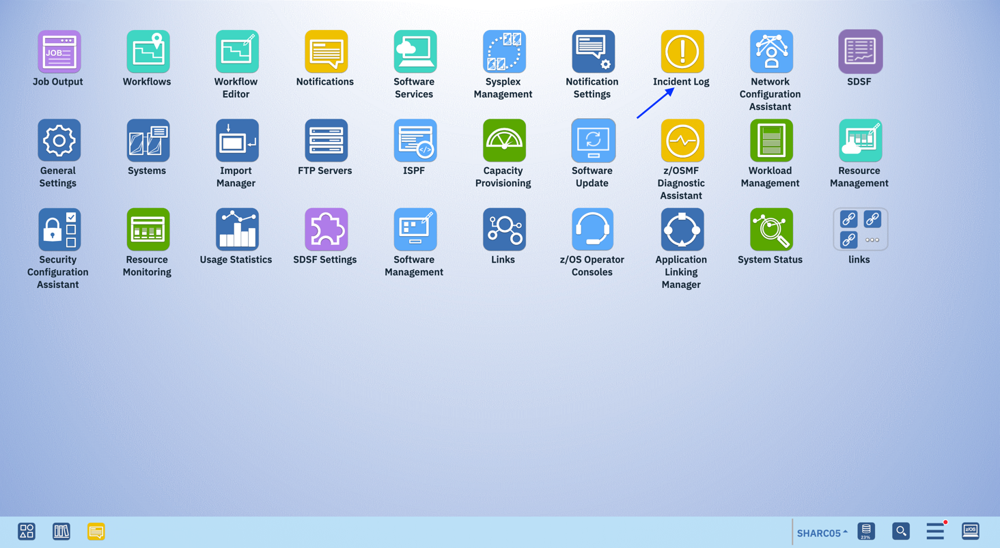 JOB
Job Output
Workflows
Workflow
Editor
Notifications
Software
Services
Sysplex
Management
Notification
Settings
Incident Log
Network
Configuration
Assistant
SDSF
General
Settings
Systems
Import
Manager
FTP Servers
</>
ISPF
Capacity
Provisioning
Software
Update
z/OSMF
Diagnostic
Assistant
Workload
Management
Resource
Management
Security
Configuration
Assistant
Resource
Monitoring
Usage Statistics
SDSF Settings
Software
Management
Links
z/OS Operator
Consoles
Application
Linking
Manager
System Status
links
SHARC05
23%
z/OS